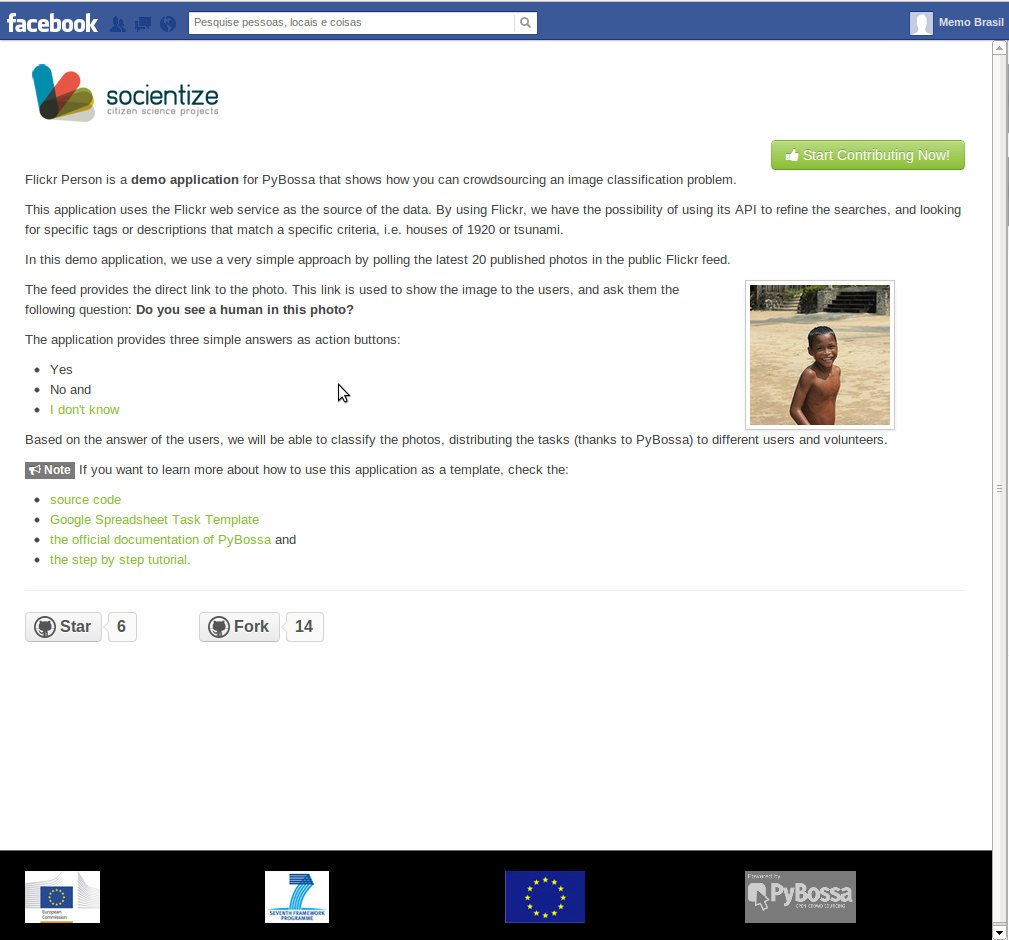 facebook
Pesquise pessoas, locais e coisas
Memo Brasil
socientize
citizen science projects
Start Contributing Now!
Flickr Person is a demo application for PyBossa that shows how you can crowdsourcing an image classification problem.
This application uses the Flickr web service as the source of the data. By using Flickr, we have the possibility of using its API to refine the searches, and looking
for specific tags or descriptions that match a specific criteria, i.e. houses of 1920 or tsunami.
In this demo application, we use a very simple approach by polling the latest 20 published photos in the public Flickr feed.
The feed provides the direct link to the photo. This link is used to show the image to the users, and ask them the
following question: Do you see a human in this photo?
The application provides three simple answers as action buttons:
Yes
No and
I don't know
Based on the answer of the users, we will be able to classify the photos, distributing the tasks (thanks to PyBossa) to different users and volunteers.
Note If you want to learn more about how to use this application as a template, check the:
source code
Google Spreadsheet Task Template
the official documentation of PyBossa and
the step by step tutorial.
Star 6 Fork 14
European
Commission
7
SEVENTH FRAMEWORK
PROGRAMME
Powered by
PyBossa
OPEN CROWD SOURCING